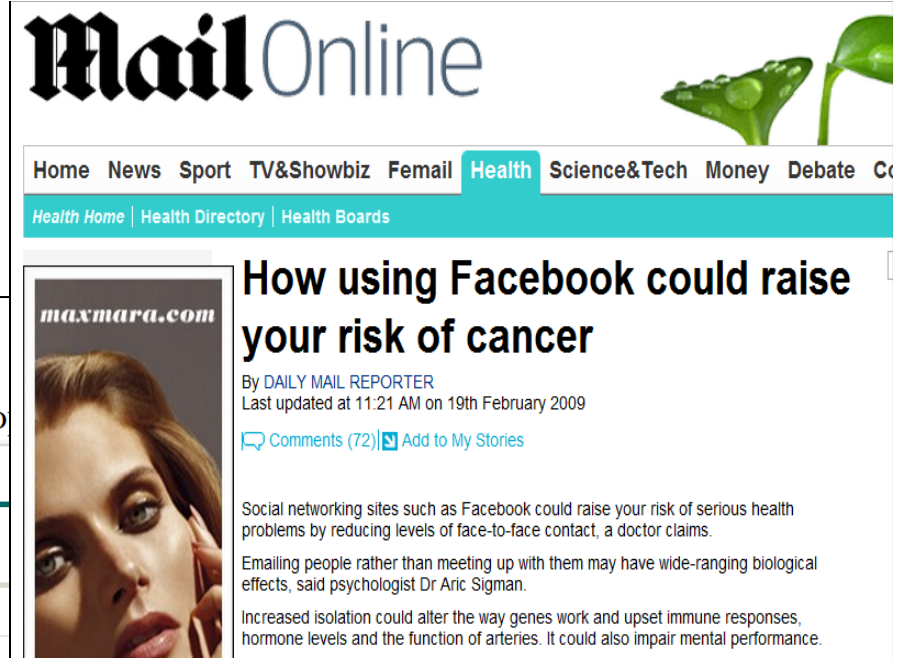 Mail Online
Home News Sport TV&Showbiz Femail Health Science&Tech Money Debate
Health Home | Health Directory | Health Boards
maxmara.com
How using Facebook could raise
your risk of cancer
By DAILY MAIL REPORTER
Last updated at 11:21 AM on 19th February 2009
Comments (72) | Add to My Stories
Social networking sites such as Facebook could raise your risk of serious health
problems by reducing levels of face-to-face contact, a doctor claims.
Emailing people rather than meeting up with them may have wide-ranging biological
effects, said psychologist Dr Aric Sigman.
Increased isolation could alter the way genes work and upset immune responses,
hormone levels and the function of arteries. It could also impair mental performance.